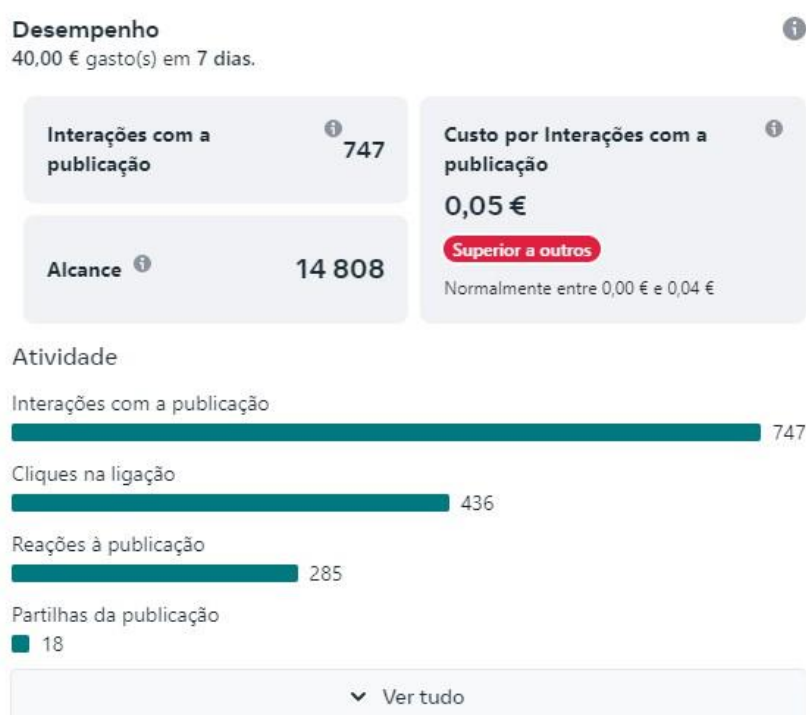 Desempenho
40,00 € gasto(s) em 7 dias.
Interações com a
publicação
747
Alcance
14 808
Custo por Interações com a
publicação
0,05 €
Superior a outros
Normalmente entre 0,00 € e 0,04 €
Atividade
Interações com a publicação
747
Cliques na ligação
436
Reações à publicação
285
Partilhas da publicação
18
Ver tudo